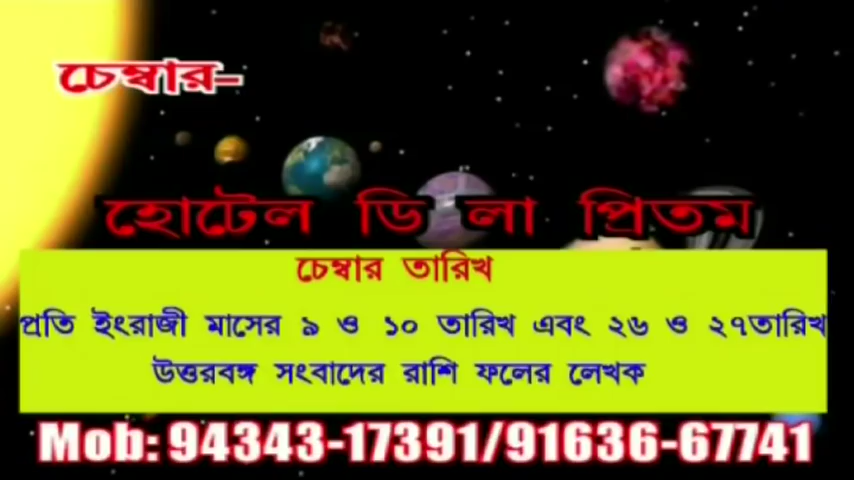 চেম্বার-
হোটেল ডি লা প্রিতম
চেম্বার তারিখ
প্রতি ইংরাজী মাসের ৯ ও ১০ তারিখ এবং ২৬ ও ২৭তারিখ
উত্তরবঙ্গ সংবাদের রাশি ফলের লেখক
Mob: 94343-17391/91636-67741